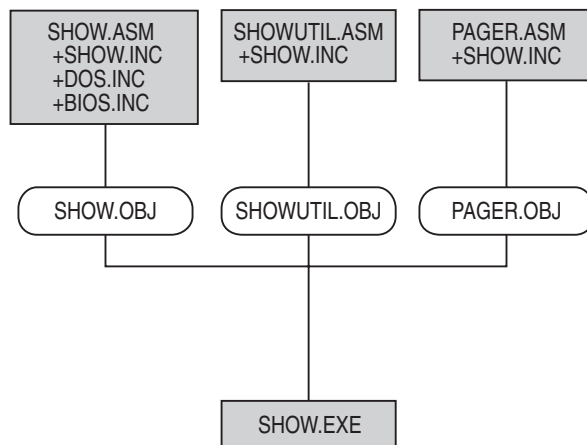 SHOW.ASM
+SHOW.INC
+DOS.INC
+BIOS.INC
SHOWUTIL.ASM
+SHOW.INC
PAGER.ASM
+SHOW.INC
SHOW.OBJ
SHOWUTIL.OBJ
PAGER.OBJ
SHOW.EXE